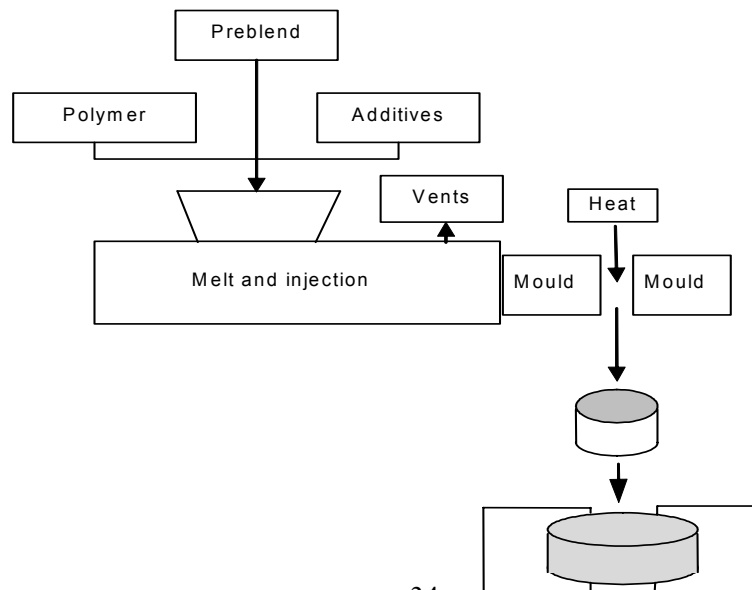 Preblend
Polymer
Additives
Vents
Heat
Melt and injection
Mould
Mould